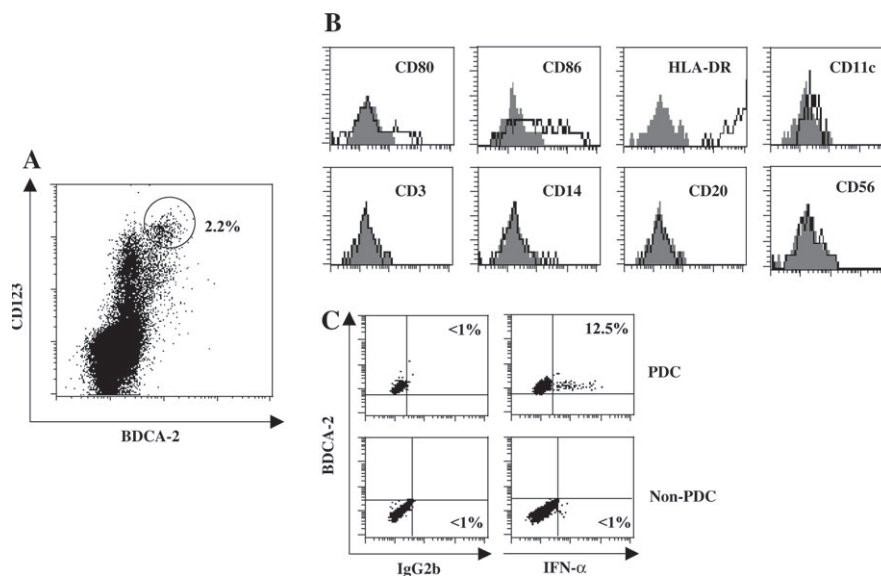 A
CD123
2.2%
BDCA-2
B
CD80
CD86
HLA-DR
CD11c
CD3
CD14
CD20
CD56
C
BDCA-2
<1%
12.5%
PDC
<1%
<1%
Non-PDC
IgG2b
IFN-α